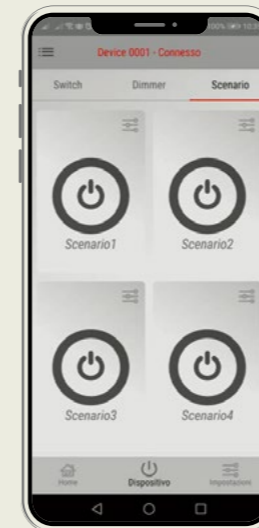 Device 0001 - Connesso
Switch Dimmer Scenario
Scenario1 Scenario2
Scenario3 Scenario4
Home Dispositivo Impostazioni